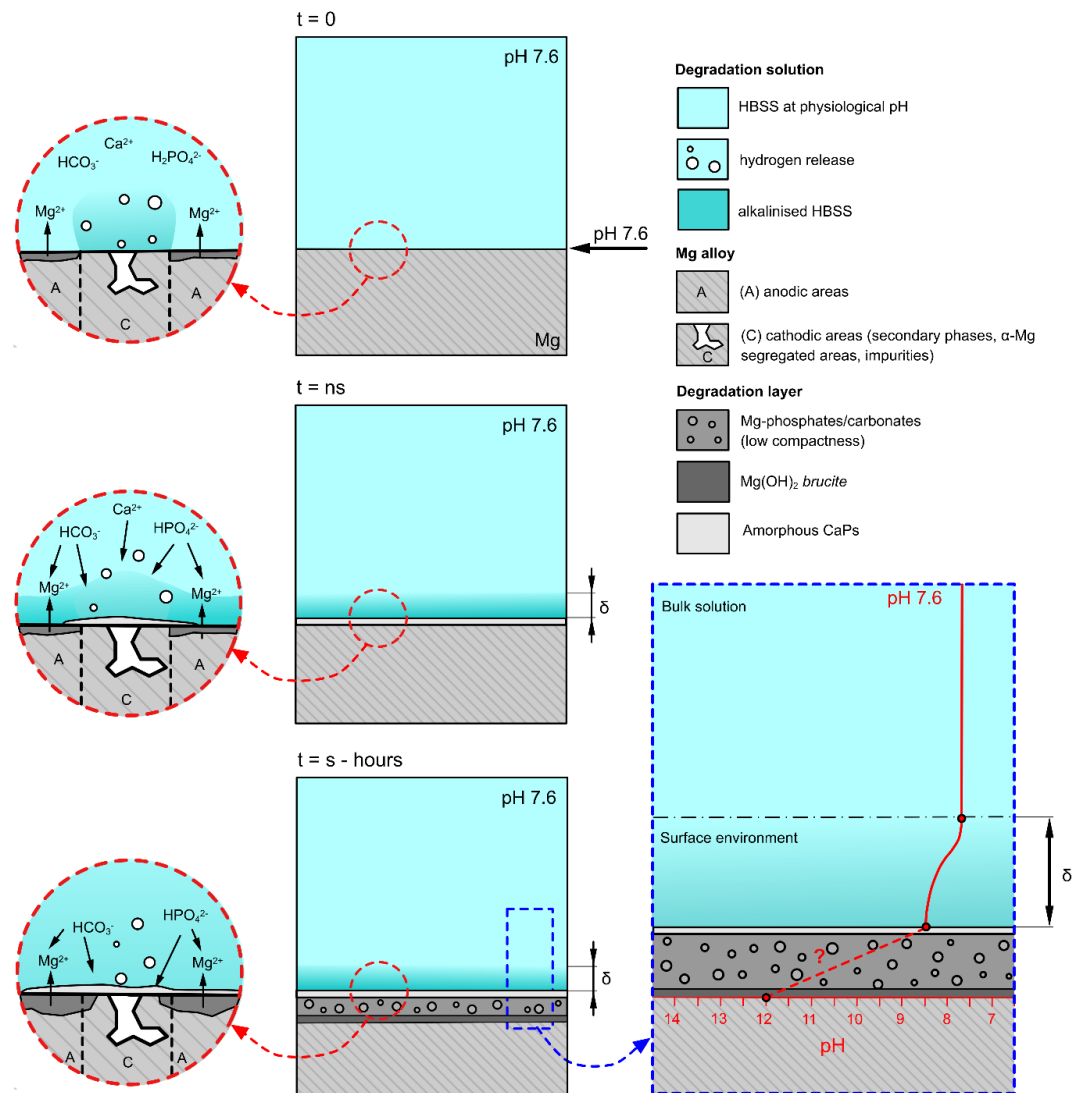 t = 0
pH 7.6
Ca²⁺
HCO₃⁻
H₂PO₄²⁻
Mg²⁺
Mg²⁺
A
A
C
pH 7.6
Mg
t = ns
pH 7.6
Ca²⁺
HCO₃⁻
HPO₄²⁻
Mg²⁺
Mg²⁺
A
A
C
δ
t = s - hours
pH 7.6
HPO₄²⁻
HCO₃⁻
Mg²⁺
Mg²⁺
A
A
C
δ
Degradation solution
HBSS at physiological pH
hydrogen release
alkalinised HBSS
Mg alloy
A
(A) anodic areas
C
(C) cathodic areas (secondary phases, α-Mg
segregated areas, impurities)
Degradation layer
Mg-phosphates/carbonates
(low compactness)
Mg(OH)₂ brucite
Amorphous CaPs
pH 7.6
Bulk solution
Surface environment
δ
?
14 13 12 11 10 9 8 7
pH